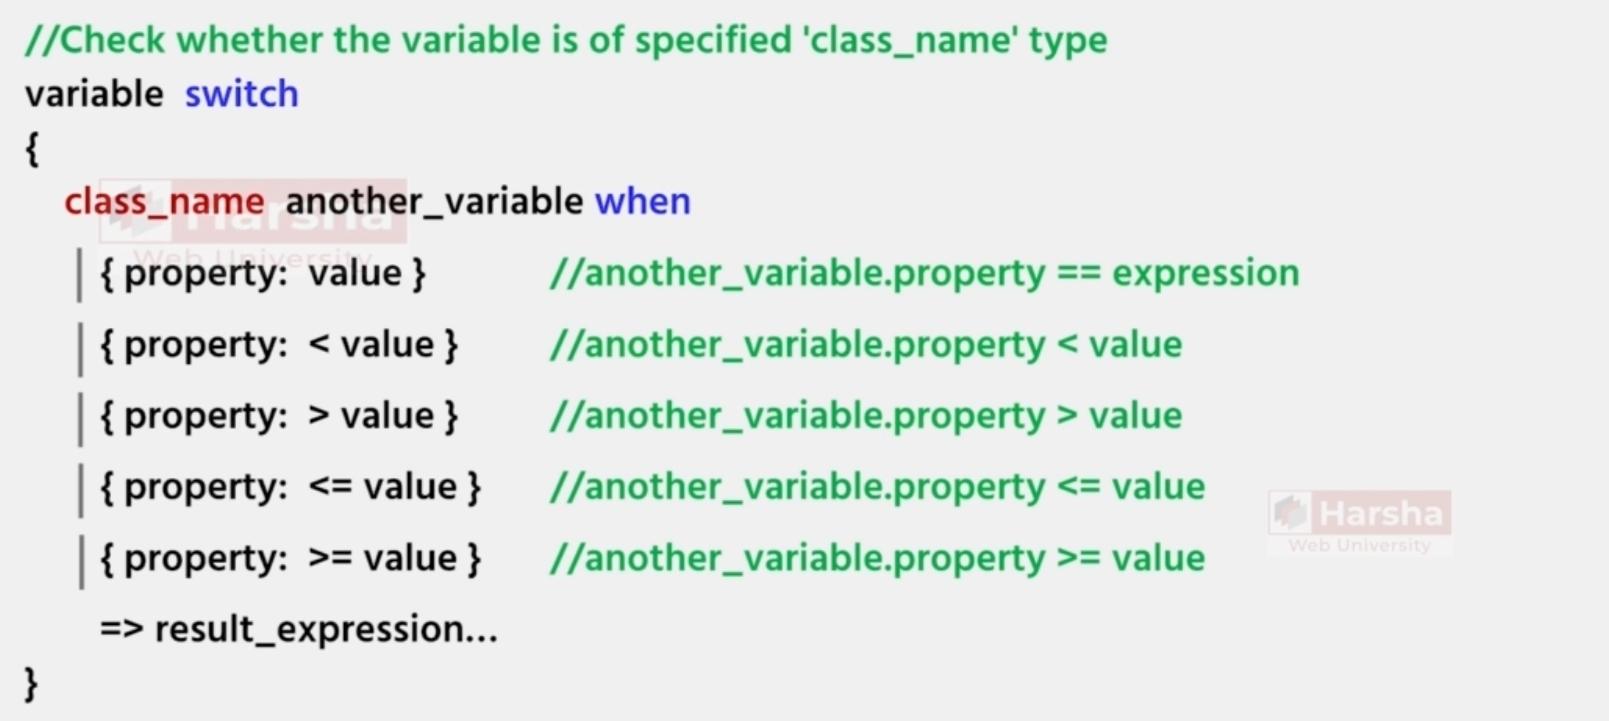 //Check whether the variable is of specified 'class_name' type
variable switch
{
class_name another_variable when
Harsha
Web University
{ property: value } //another_variable.property == expression
{ property: < value } //another_variable.property < value
{ property: > value } //another_variable.property > value
{ property: <= value } //another_variable.property <= value
Harsha
Web University
{ property: >= value } //another_variable.property >= value
=> result_expression...
}